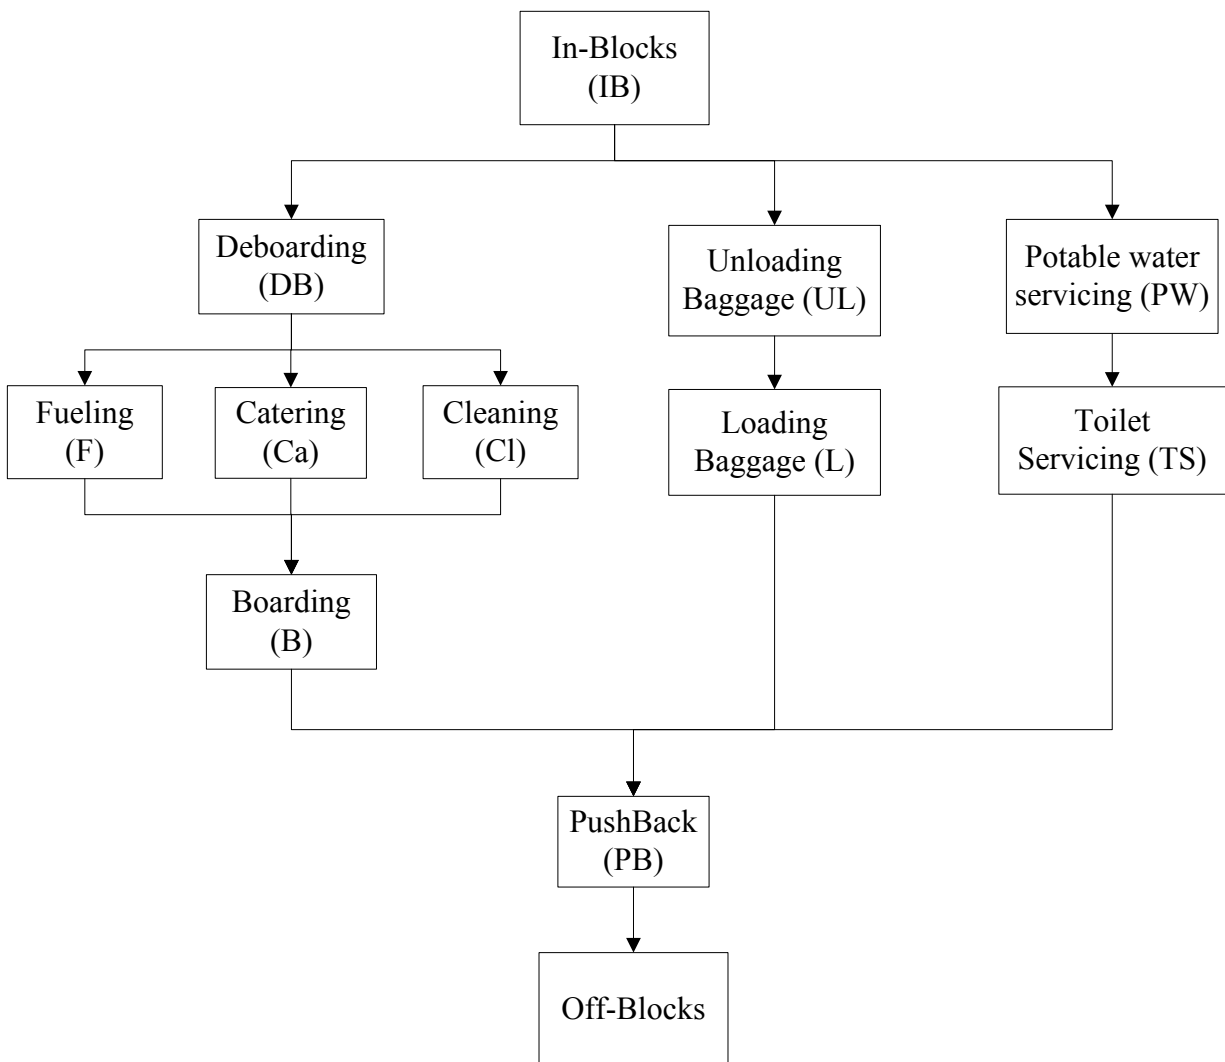 In-Blocks
(IB)
Deboarding
(DB)
Unloading
Baggage (UL)
Potable water
servicing (PW)
Fueling
(F)
Catering
(Ca)
Cleaning
(Cl)
Loading
Baggage (L)
Toilet
Servicing (TS)
Boarding
(B)
PushBack
(PB)
Off-Blocks